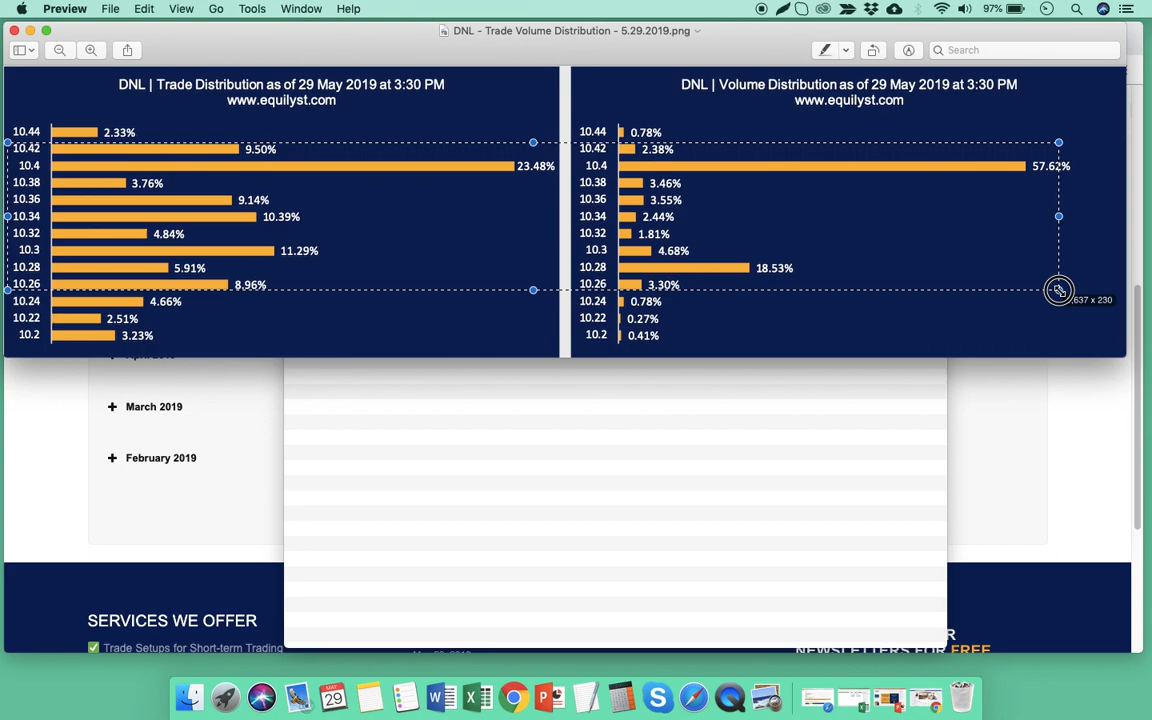 Preview File Edit View Go Tools Window Help 97%
DNL - Trade Volume Distribution - 5.29.2019.png
Search
DNL | Trade Distribution as of 29 May 2019 at 3:30 PM
www.equilyst.com
10.44 2.33%
10.42 9.50%
10.4 23.48%
10.38 3.76%
10.36 9.14%
10.34 10.39%
10.32 4.84%
10.3 11.29%
10.28 5.91%
10.26 8.96%
10.24 4.66%
10.22 2.51%
10.2 3.23%
DNL | Volume Distribution as of 29 May 2019 at 3:30 PM
www.equilyst.com
10.44 0.78%
10.42 2.38%
10.4 57.62%
10.38 3.46%
10.36 3.55%
10.34 2.44%
10.32 1.81%
10.3 4.68%
10.28 18.53%
10.26 3.30%
10.24 0.78%
10.22 0.27%
10.2 0.41%
637 x 230
March 2019
February 2019
SERVICES WE OFFER
Trade Setups for Short-term Trading
R
NEWSLETTERS FOR FREE
MAY
29